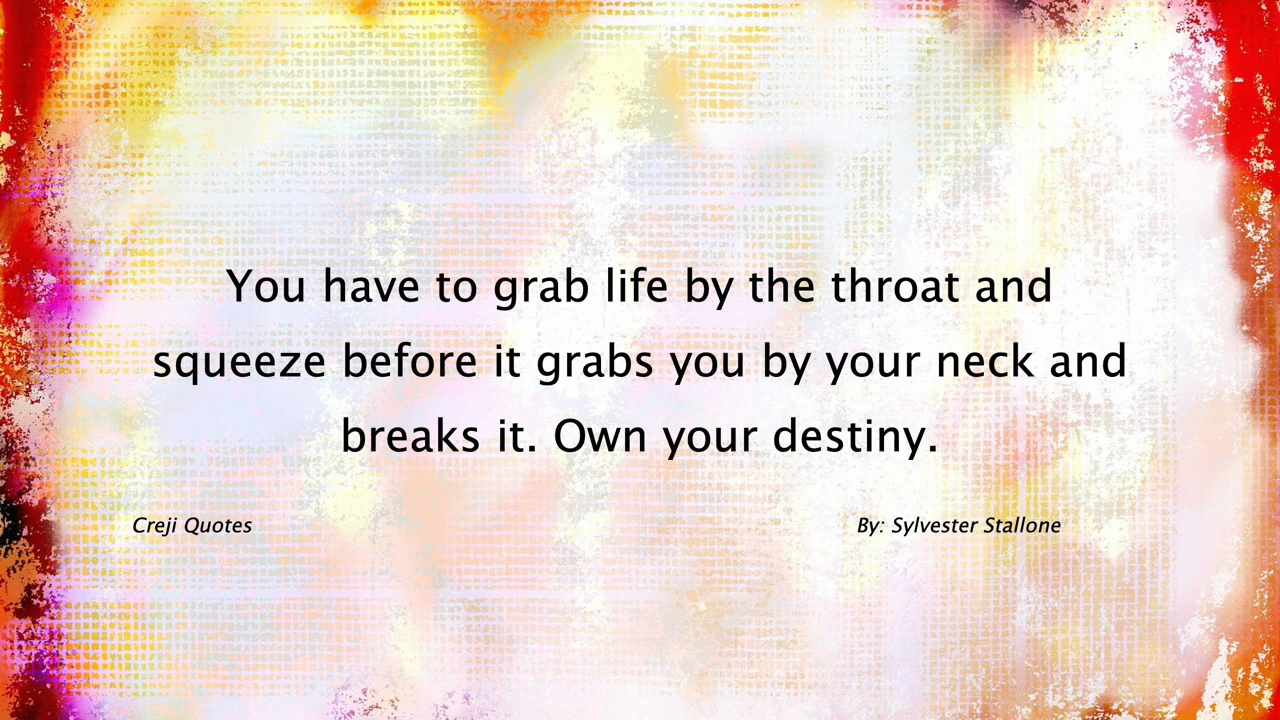 You have to grab life by the throat and
squeeze before it grabs you by your neck and
breaks it. Own your destiny.
Creji Quotes
By: Sylvester Stallone